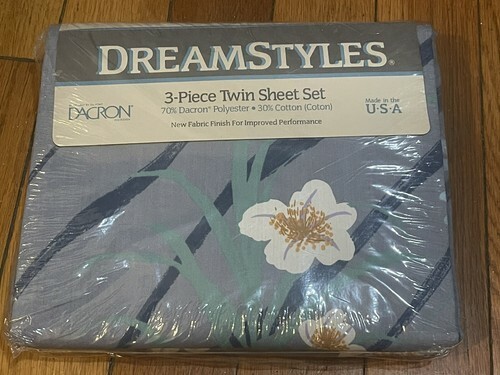 DREAMSTYLES®
3-Piece Twin Sheet Set
70% Dacron® Polyester • 30% Cotton (Coton)
New Fabric Finish For Improved Performance
DACRON
Made in the
U·S·A